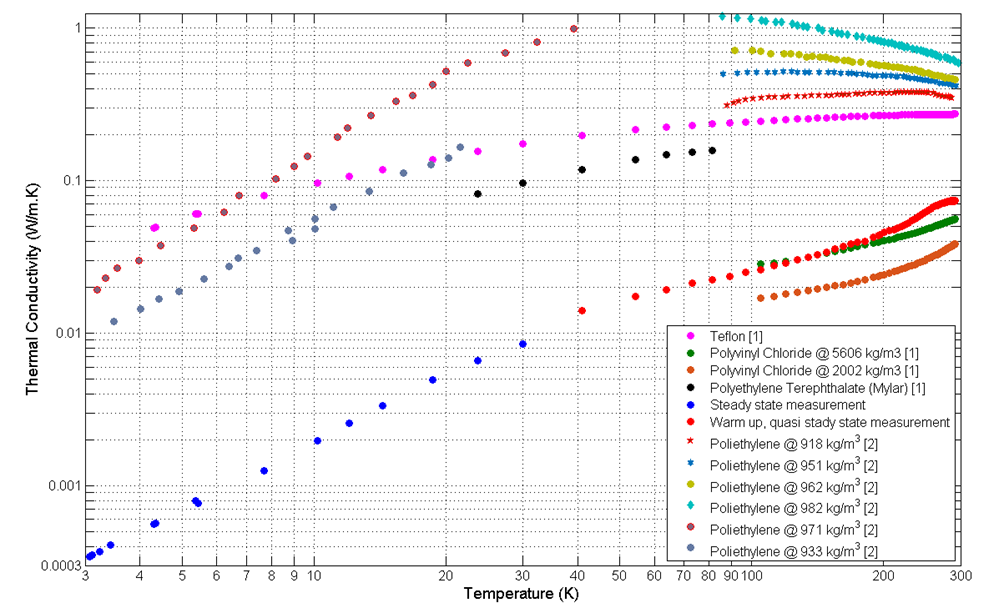 1
0.1
0.01
0.001
0.0003
Thermal Conductivity (W/m.K)
3 4 5 6 7 8 9 10 20 30 40 50 60 70 80 90 100 200 300
Temperature (K)
Teflon [1]
Polyvinyl Chloride @ 5606 kg/m3 [1]
Polyvinyl Chloride @ 2002 kg/m3 [1]
Polyethylene Terephthalate (Mylar) [1]
Steady state measurement
Warm up, quasi stady state measurement
Poliethylene @ 918 kg/m³ [2]
Poliethylene @ 951 kg/m³ [2]
Poliethylene @ 962 kg/m³ [2]
Poliethylene @ 982 kg/m³ [2]
Poliethylene @ 971 kg/m³ [2]
Poliethylene @ 933 kg/m³ [2]